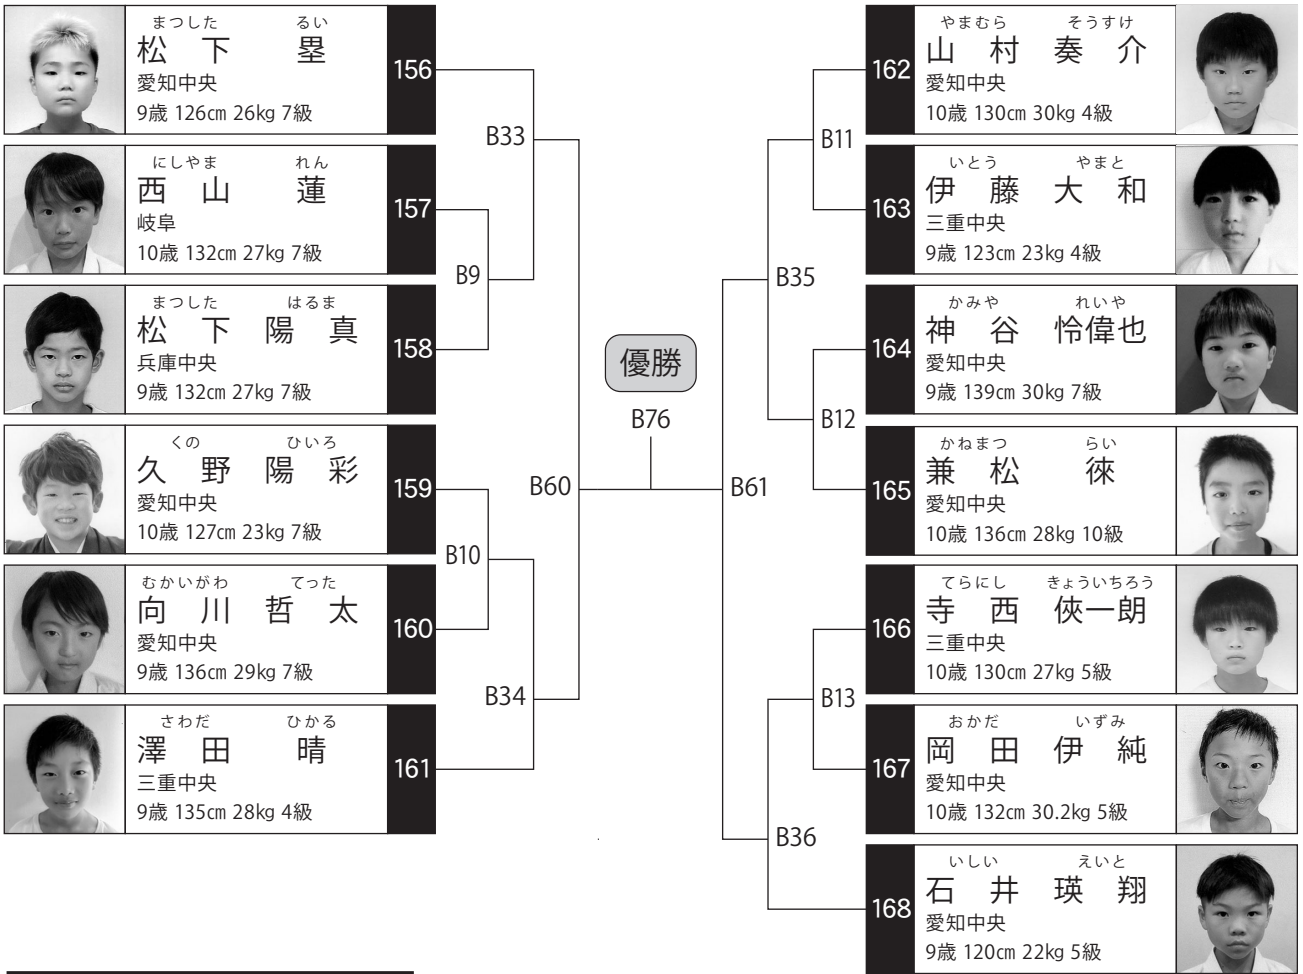 まつした るい
松下 塁
愛知中央
9歳 126cm 26kg 7級
156
にしやま れん
西山 蓮
岐阜
10歳 132cm 27kg 7級
157
まつした はるま
松下 陽真
兵庫中央
9歳 132cm 27kg 7級
158
くの ひいろ
久野 陽彩
愛知中央
10歳 127cm 23kg 7級
159
むかいがわ てった
向川 哲太
愛知中央
9歳 136cm 29kg 7級
160
さわだ ひかる
澤田 晴
三重中央
9歳 135cm 28kg 4級
161
B33
B9
B10
B34
B60
優勝
B76
B61
B11
B35
B12
B13
B36
162
やまむら そうすけ
山村 奏介
愛知中央
10歳 130cm 30kg 4級
163
いとう やまと
伊藤 大和
三重中央
9歳 123cm 23kg 4級
164
かみや れいや
神谷 怜偉也
愛知中央
9歳 139cm 30kg 7級
165
かねまつ らい
兼松 徠
愛知中央
10歳 136cm 28kg 10級
166
てらにし きょういちろう
寺西 俠一朗
三重中央
10歳 130cm 27kg 5級
167
おかだ いずみ
岡田 伊純
愛知中央
10歳 132cm 30.2kg 5級
168
いしい えいと
石井 瑛翔
愛知中央
9歳 120cm 22kg 5級